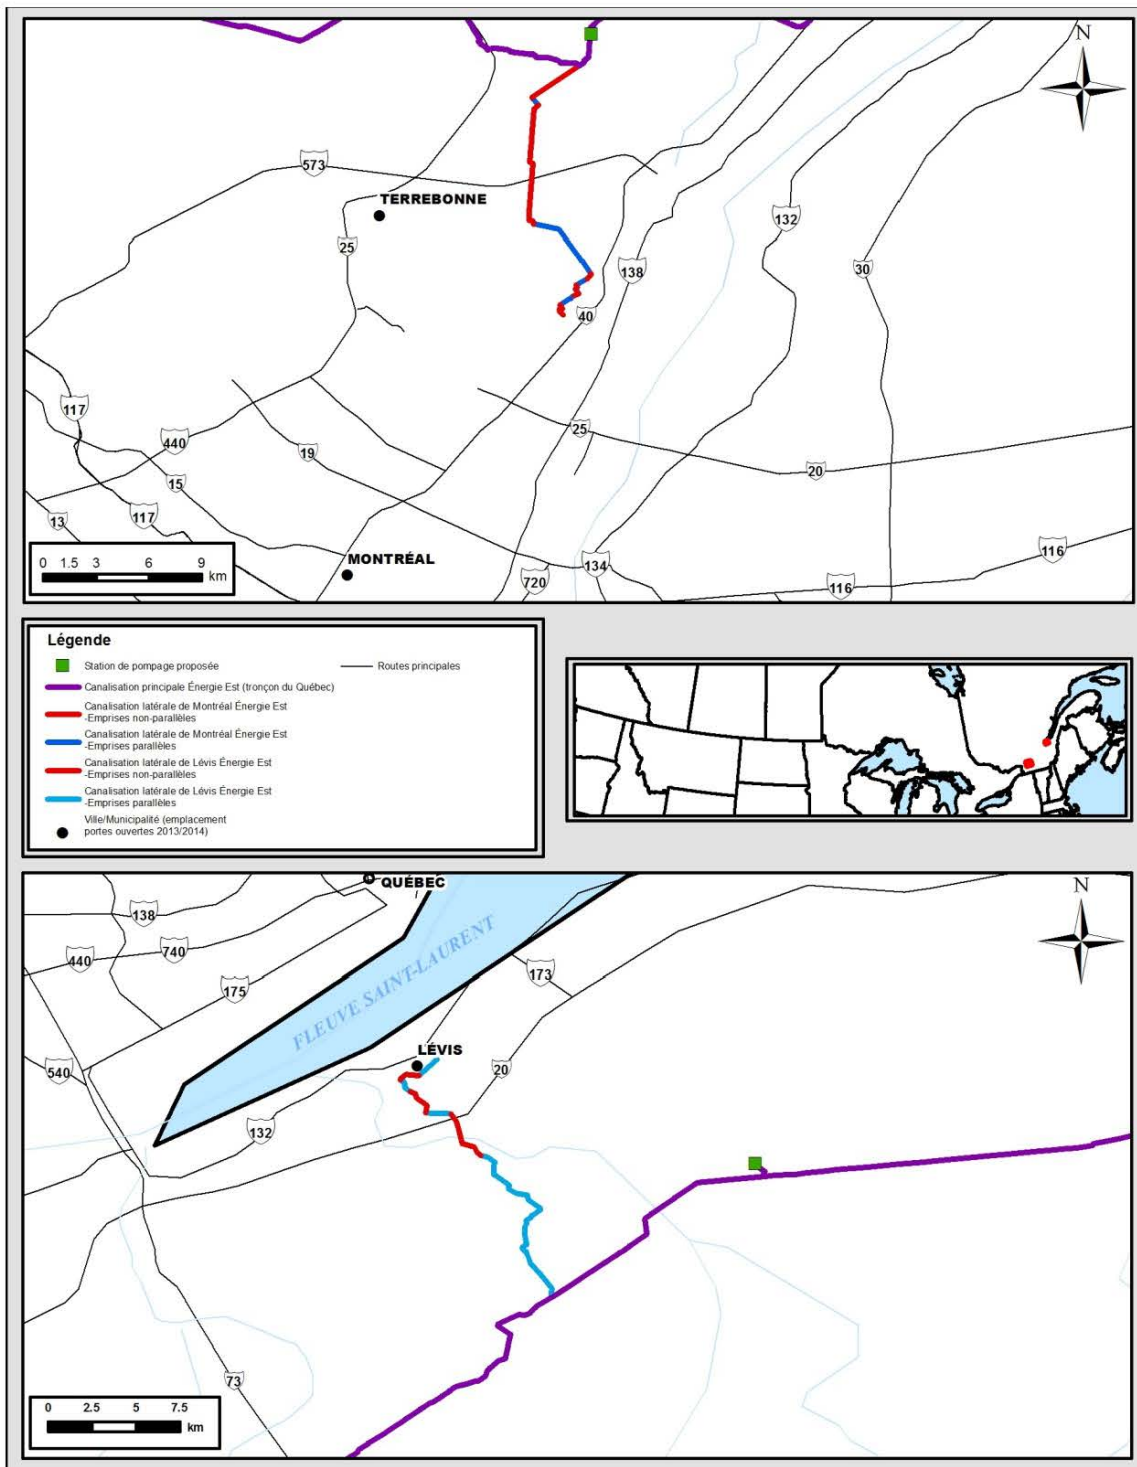 N
573
TERREBONNE
132
25
138
30
40
117
25
440
19
20
15
117
13
116
MONTRÉAL
134
720
116
0 1.5 3 6 9
km
Légende
Station de pompage proposée
Routes principales
Canalisation principale Énergie Est (tronçon du Québec)
Canalisation latérale de Montréal Énergie Est
-Emprises non-parallèles
Canalisation latérale de Montréal Énergie Est
-Emprises parallèles
Canalisation latérale de Lévis Énergie Est
-Emprises non-parallèles
Canalisation latérale de Lévis Énergie Est
-Emprises parallèles
Ville/Municipalité (emplacement
portes ouvertes 2013/2014)
QUÉBEC
N
138
740
440
FLEUVE SAINT-LAURENT
173
175
LÉVIS
540
20
132
73
0 2.5 5 7.5
km